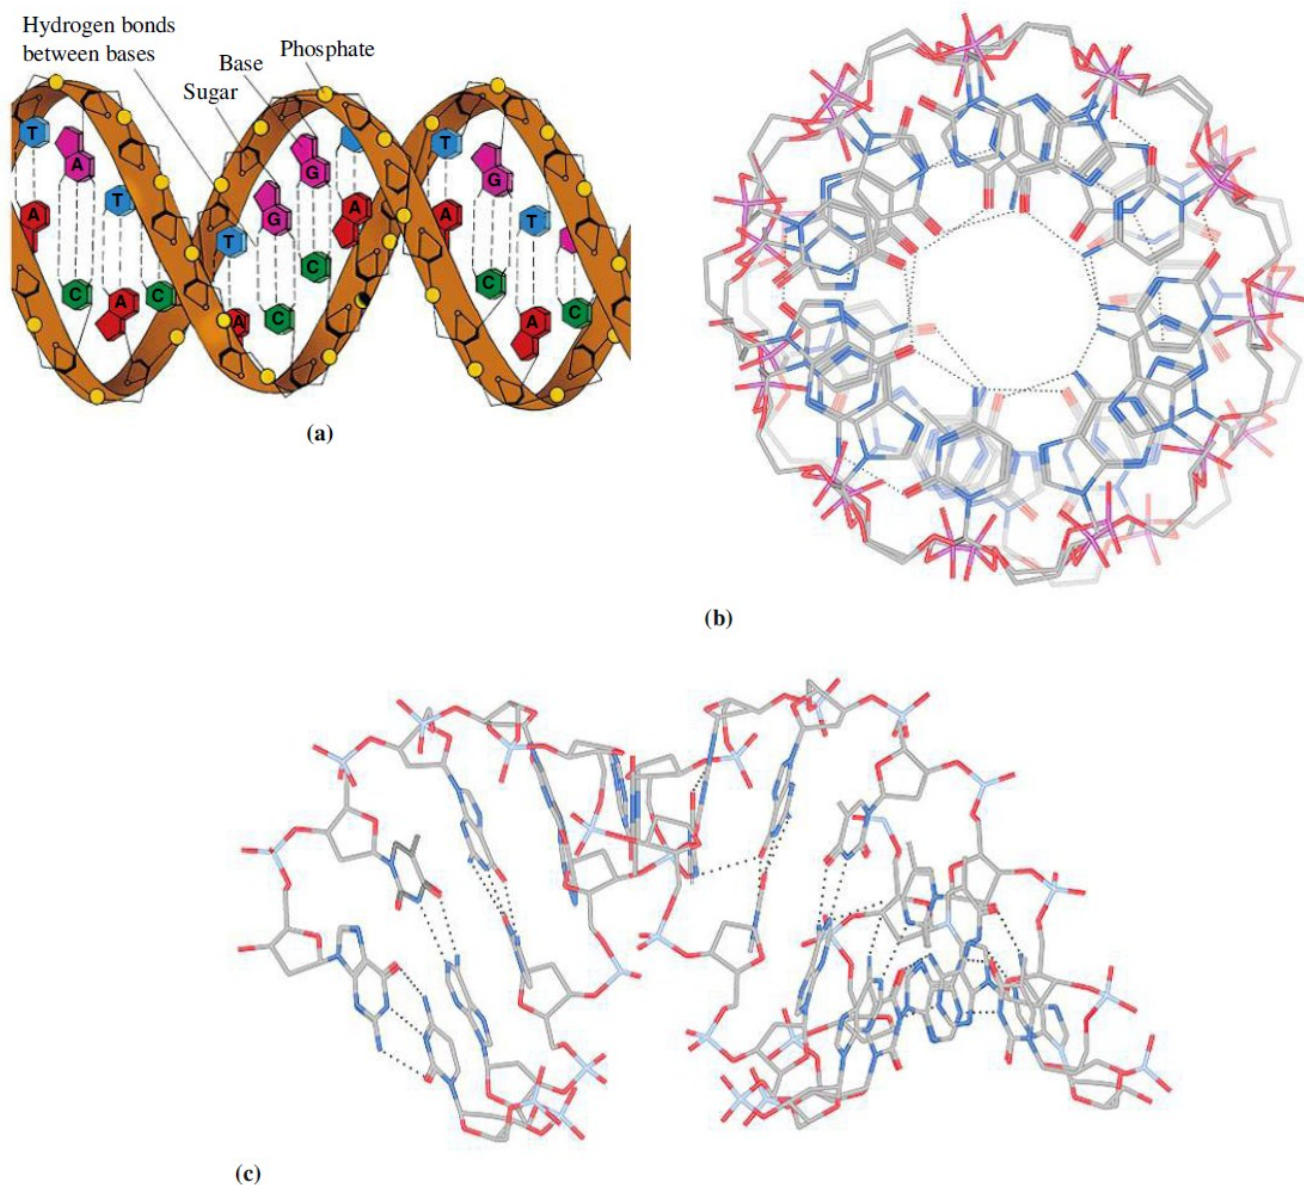 Hydrogen bonds
between bases
Phosphate
Base
Sugar
T
A
A
C
T
A
C
T
A
G
C
G
C
A
T
A
G
C
T
A
C
(a)
(b)
(c)